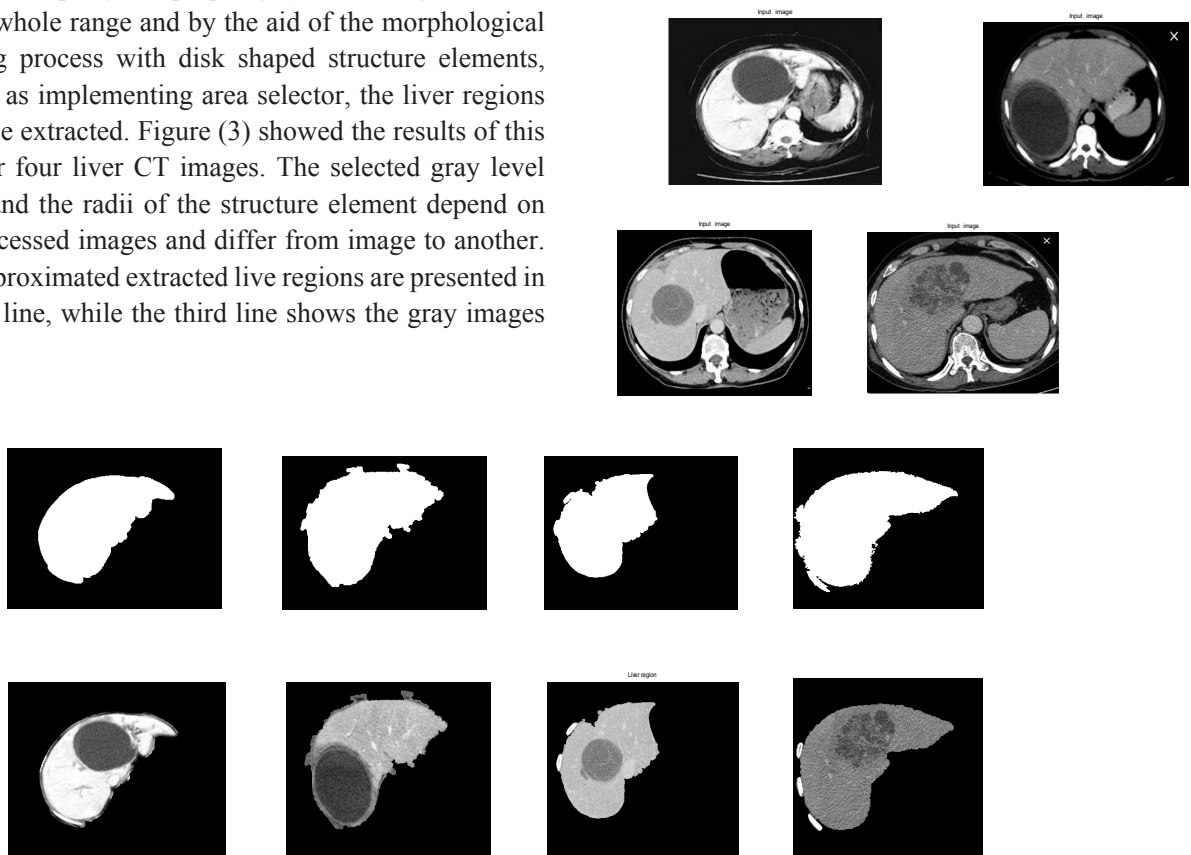 whole range and by the aid of the morphological
g process with disk shaped structure elements,
as implementing area selector, the liver regions
e extracted. Figure (3) showed the results of this
r four liver CT images. The selected gray level
nd the radii of the structure element depend on
cessed images and differ from image to another.
proximated extracted live regions are presented in
line, while the third line shows the gray images
Input image
Input image
X
Input image
Input image
X
Liver region